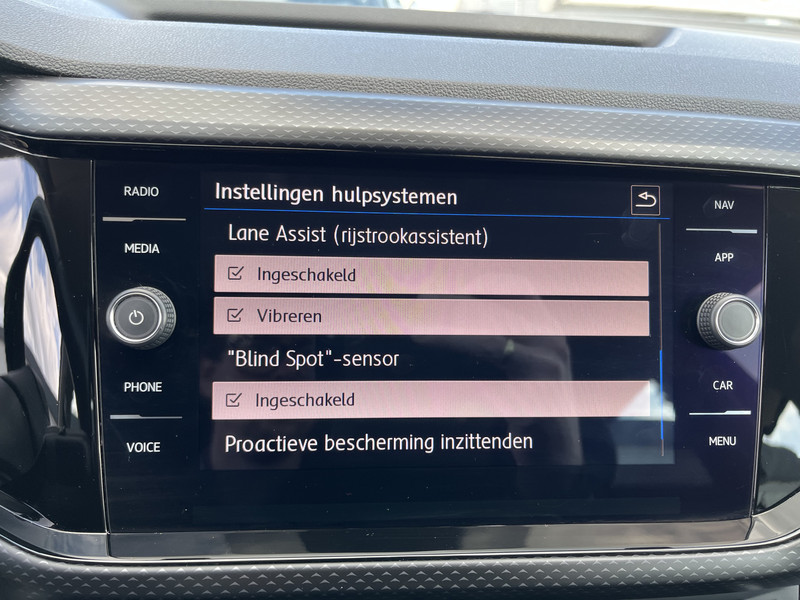 RADIO
MEDIA
PHONE
VOICE
Instellingen hulpsystemen
Lane Assist (rijstrookassistent)
Ingeschakeld
Vibreren
"Blind Spot"-sensor
Ingeschakeld
Proactieve bescherming inzittenden
NAV
APP
CAR
MENU